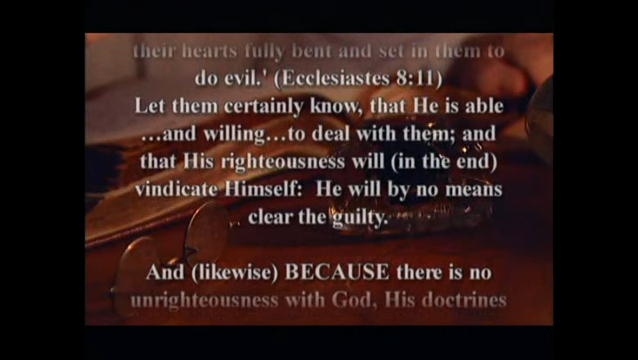 their hearts fully bent and set in them to
do evil.' (Ecclesiastes 8:11)
Let them certainly know, that He is able
…and willing…to deal with them; and
that His righteousness will (in the end)
vindicate Himself: He will by no means
clear the guilty.
And (likewise) BECAUSE there is no
unrighteousness with God, His doctrines